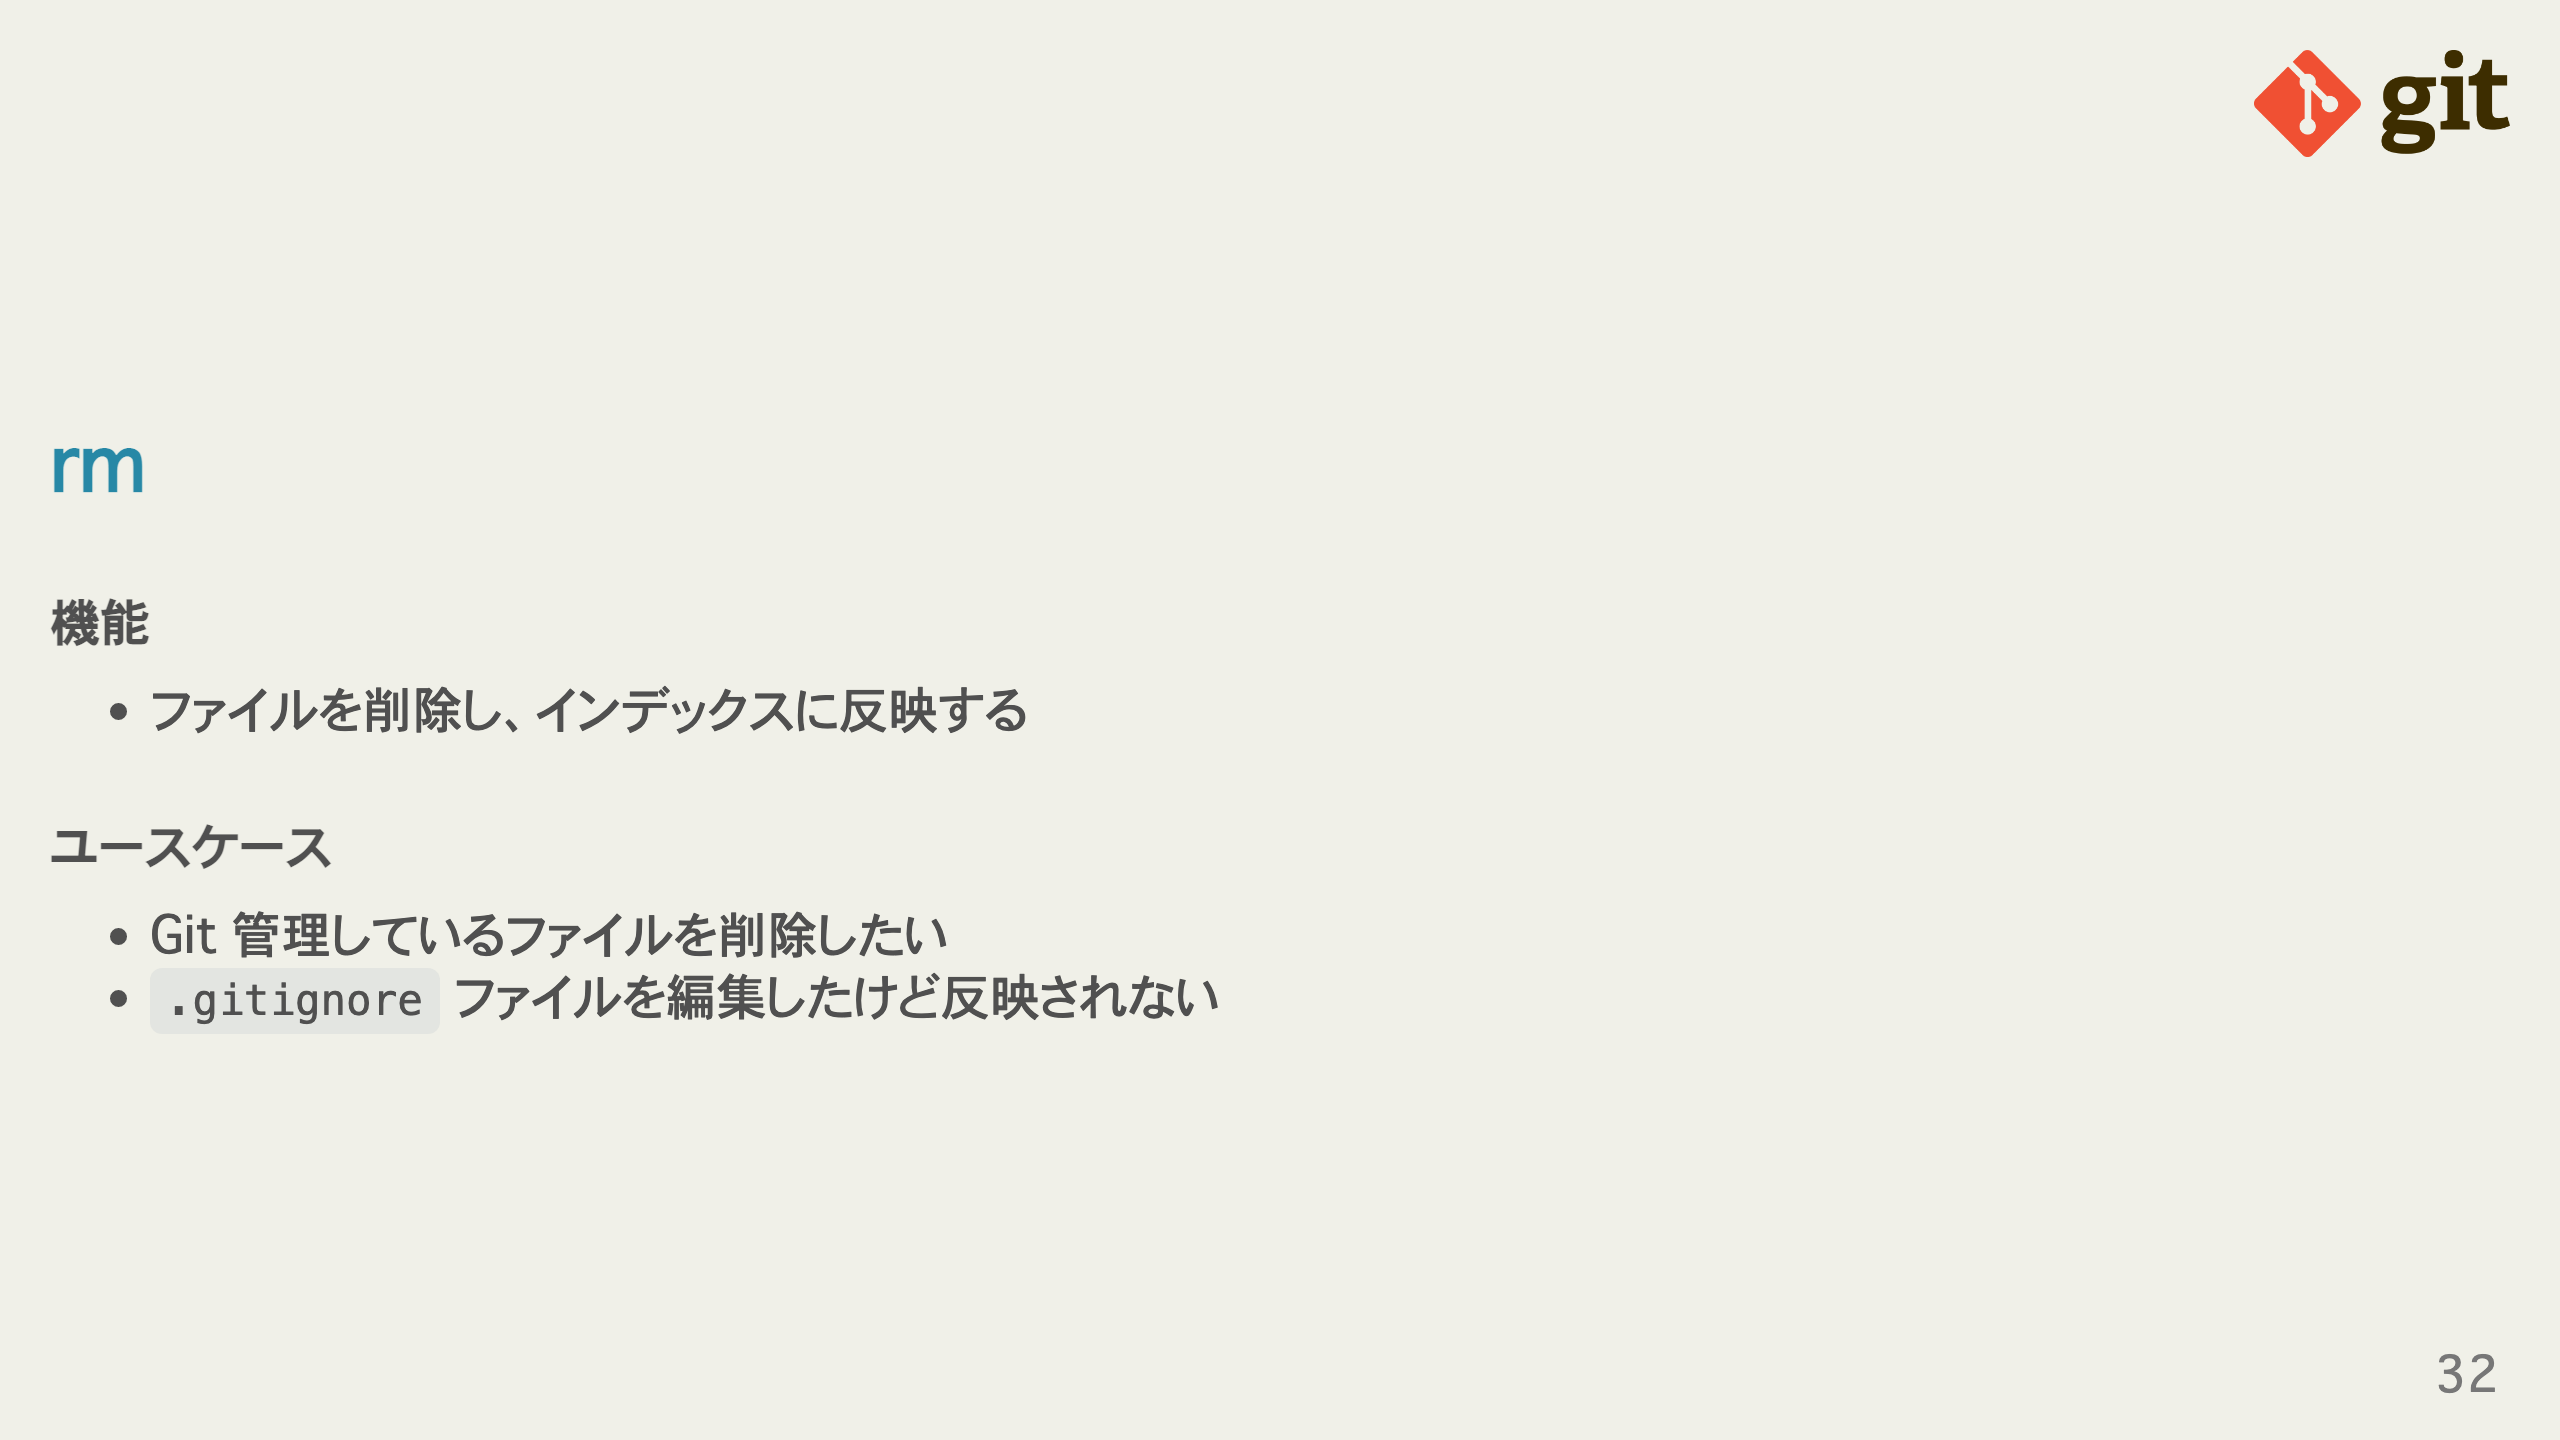 git
rm
機能
ファイルを削除し、インデックスに反映する
ユースケース
Git 管理しているファイルを削除したい
.gitignore ファイルを編集したけど反映されない
32